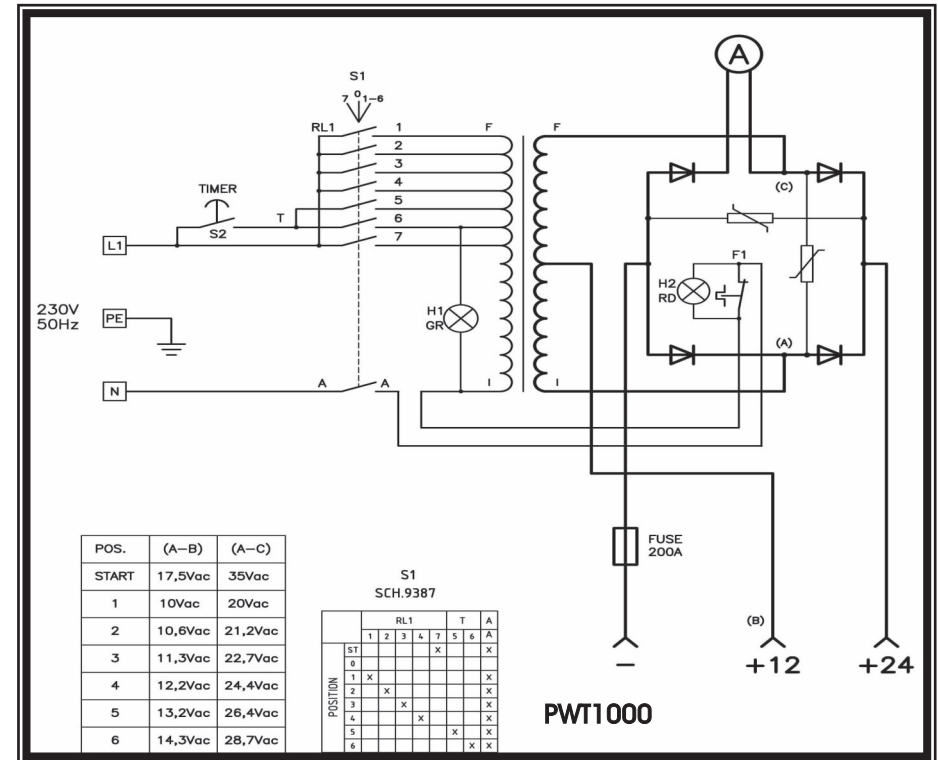 A
S1
7 0 1-6
RL1
1
F
F
2
3
(C)
4
TIMER
5
T
6
S2
7
L1
F1
H2
RD
230V
50Hz
PE
H1
GR
(A)
N
A
A
I
I
FUSE
200A
POS. (A-B) (A-C)
START 17,5Vac 35Vac
1 10Vac 20Vac
2 10,6Vac 21,2Vac
3 11,3Vac 22,7Vac
4 12,2Vac 24,4Vac
5 13,2Vac 26,4Vac
6 14,3Vac 28,7Vac
S1
SCH.9387
RL1 T A
1 2 3 4 7 5 6 A
POSITION
ST X X
0
1 X X
2 X X
3 X X
4 X X
5 X X
6 X X
(B)
− +12 +24
PWT1000